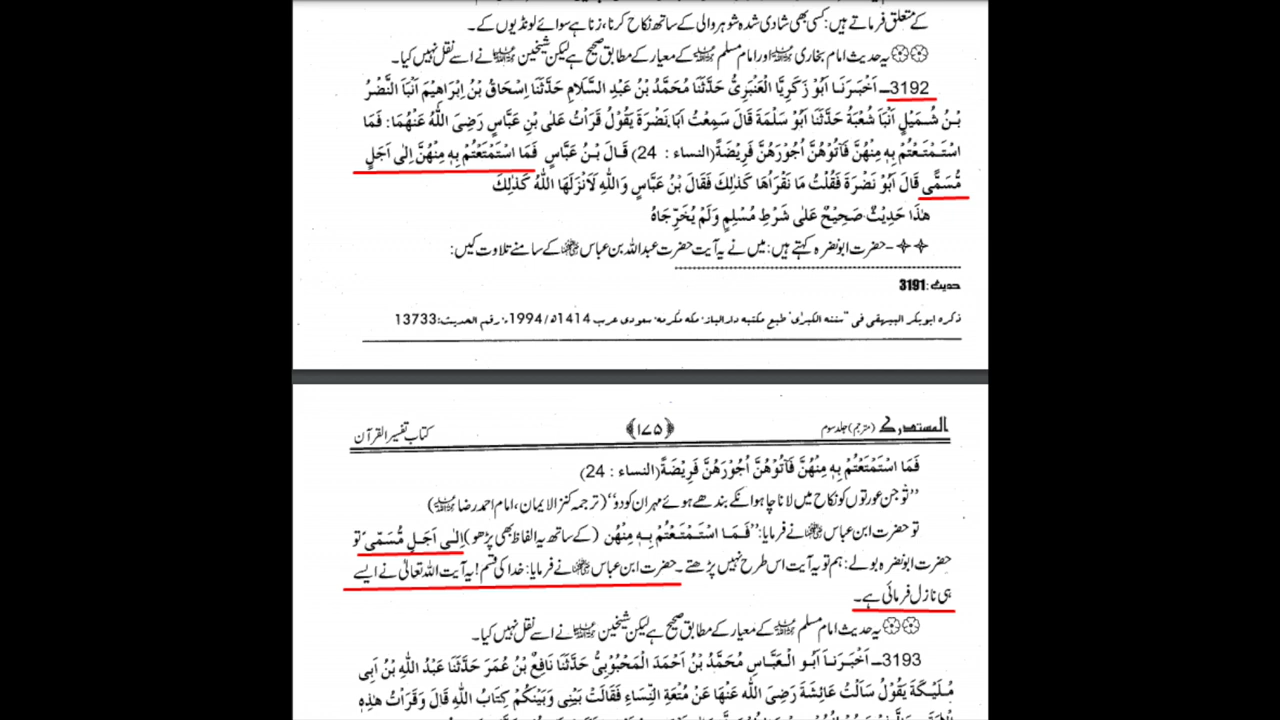 کے متعلق فرماتے ہیں: کسی بھی شادی شدہ شوہر والی کے ساتھ نکاح کرنا، زنا ہے سوائے لونڈیوں کے۔
یہ حدیث امام بخاری اور امام مسلم کے معیار کے مطابق صحیح ہے لیکن شیخین نے اسے نقل نہیں کیا۔
3192۔ اَخْبَرَنَا اَبُوْ زَكَرِيَّا الْعَنْبَرِىُّ حَدَّثَنَا مُحَمَّدُ بْنُ عَبْدِ السَّلَامِ حَدَّثَنَا اِسْحَاقُ بْنُ اِبْرَاهِيْمَ اَنْبَاَ النَّضْرُ
بْنُ شُمَيْلٍ اَنْبَاَ شُعْبَةُ حَدَّثَنَا اَبُوْ سَلْمَةَ قَالَ سَمِعْتُ اَبَا نَضْرَةَ يَقُوْلُ قَرَاْتُ عَلٰى بْنِ عَبَّاسٍ رَضِىَ اللّٰهُ عَنْهُمَا: فَمَا
اسْتَمْتَعْتُمْ بِهٖ مِنْهُنَّ فَاٰتُوْهُنَّ اُجُوْرَهُنَّ فَرِيْضَةً (النساء : 24) قَالَ بْنُ عَبَّاسٍ فَمَا اسْتَمْتَعْتُمْ بِهٖ مِنْهُنَّ اِلٰى اَجَلٍ
مُّسَمًّى قَالَ اَبُوْ نَضْرَةَ فَقُلْتُ مَا نَقْرَاُهَا كَذٰلِكَ فَقَالَ بْنُ عَبَّاسٍ وَاللّٰهِ لَاَنْزَلَهَا اللّٰهُ كَذٰلِكَ
هٰذَا حَدِيْثٌ صَحِيْحٌ عَلٰى شَرْطِ مُسْلِمٍ وَلَمْ يُخَرِّجَاهُ
۔حضرت ابونضرہ کہتے ہیں: میں نے یہ آیت حضرت عبداللہ بن عباس کے سامنے تلاوت کیں:
حدیث: 3191
ذکرہ ابوبکر البیہقی فی "سننہ الکبرٰی" طبع مکتبہ دارالباز، مکہ مکرمہ، سعودی عرب 1414ھ/1994ء رقم الحدیث: 13733
المستدرک (مترجم) جلد سوم ﴿۱۷۵﴾ کتاب تفسیر القرآن
فَمَا اسْتَمْتَعْتُمْ بِهٖ مِنْهُنَّ فَاٰتُوْهُنَّ اُجُوْرَهُنَّ فَرِيْضَةً (النساء : 24)
"تو جن عورتوں کو نکاح میں لانا چاہو انکے بندھے ہوئے مہر ان کو دو" (ترجمہ کنزالایمان، امام احمد رضا)
تو حضرت ابن عباس نے فرمایا: "فَمَا اسْتَمْتَعْتُمْ بِهٖ مِنْهُن (کے ساتھ یہ الفاظ بھی پڑھو) اِلٰى اَجَلٍ مُّسَمّٰى" تو
حضرت ابونضرہ بولے: ہم تو یہ آیت اس طرح نہیں پڑھتے۔ حضرت ابن عباس نے فرمایا: خدا کی قسم! یہ آیت اللہ تعالیٰ نے ایسے
ہی نازل فرمائی ہے۔
یہ حدیث امام مسلم کے معیار کے مطابق صحیح ہے لیکن شیخین نے اسے نقل نہیں کیا۔
3193۔ اَخْبَرَنَا اَبُو الْعَبَّاسِ مُحَمَّدُ بْنُ اَحْمَدَ الْمَحْبُوْبِىُّ حَدَّثَنَا نَافِعُ بْنُ عُمَرَ حَدَّثَنَا عَبْدُ اللّٰهِ بْنُ اَبِى
مُلَيْكَةَ يَقُوْلُ سَاَلْتُ عَائِشَةَ رَضِىَ اللّٰه عَنْهَا عَنْ مُتْعَةِ النِّسَاءِ فَقَالَتْ بَيْنِى وَبَيْنَكُمْ كِتَابُ اللّٰهِ قَالَ وَقَرَاْتُ هٰذِهِ